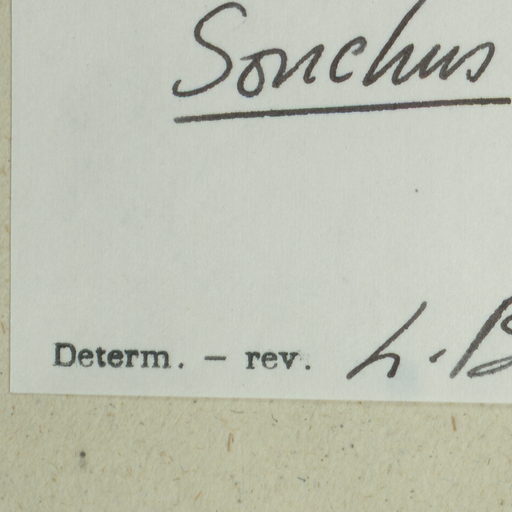 Sonchus
Determ. – rev. L. B